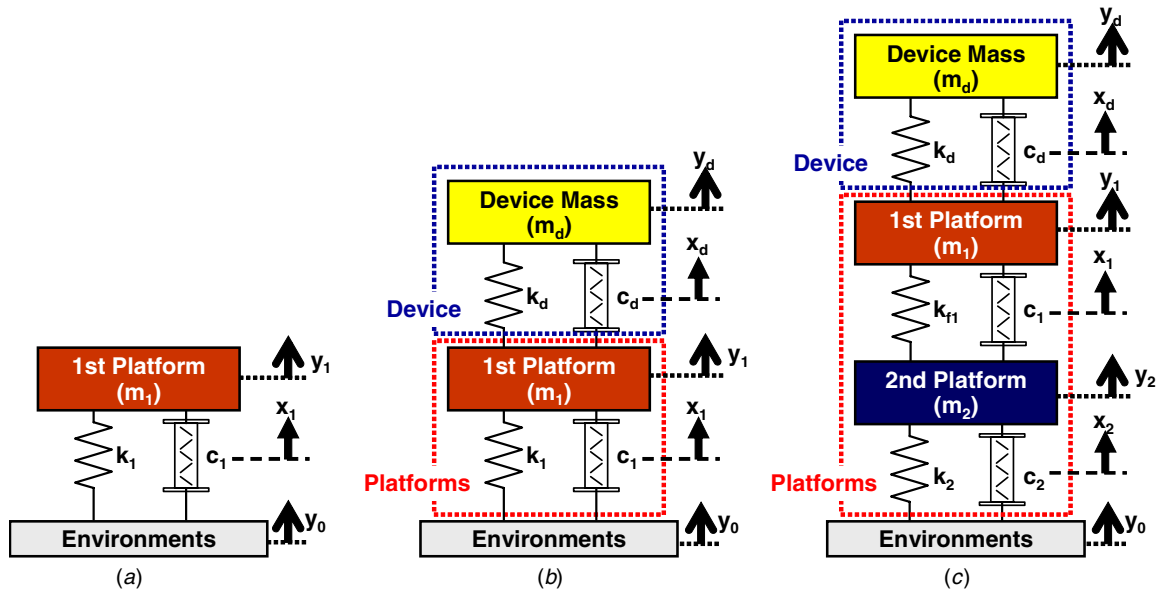 1st Platform
(m1)
y1
x1
k1
c1
y0
Environments
(a)
yd
Device Mass
(md)
xd
kd
cd
Device
y1
1st Platform
(m1)
x1
k1
c1
Platforms
y0
Environments
(b)
yd
Device Mass
(md)
xd
kd
cd
Device
y1
1st Platform
(m1)
x1
kf1
c1
2nd Platform
(m2)
y2
x2
k2
c2
Platforms
y0
Environments
(c)